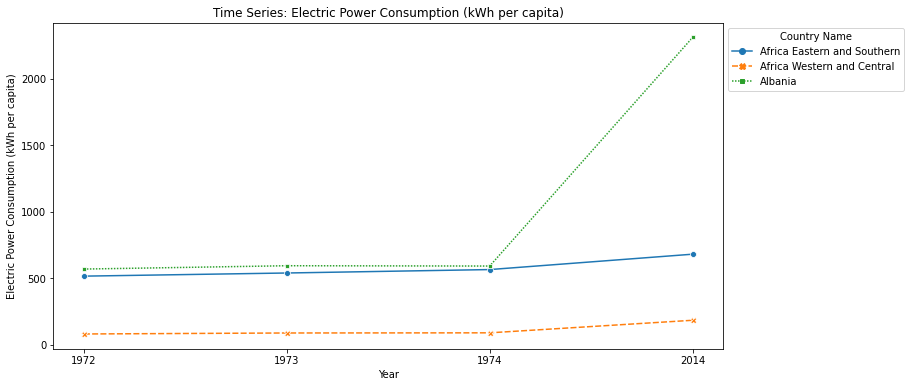 Time Series: Electric Power Consumption (kWh per capita)
Country Name
Africa Eastern and Southern
Africa Western and Central
Albania
Electric Power Consumption (kWh per capita)
2000
1500
1000
500
0
1972
1973
1974
2014
Year